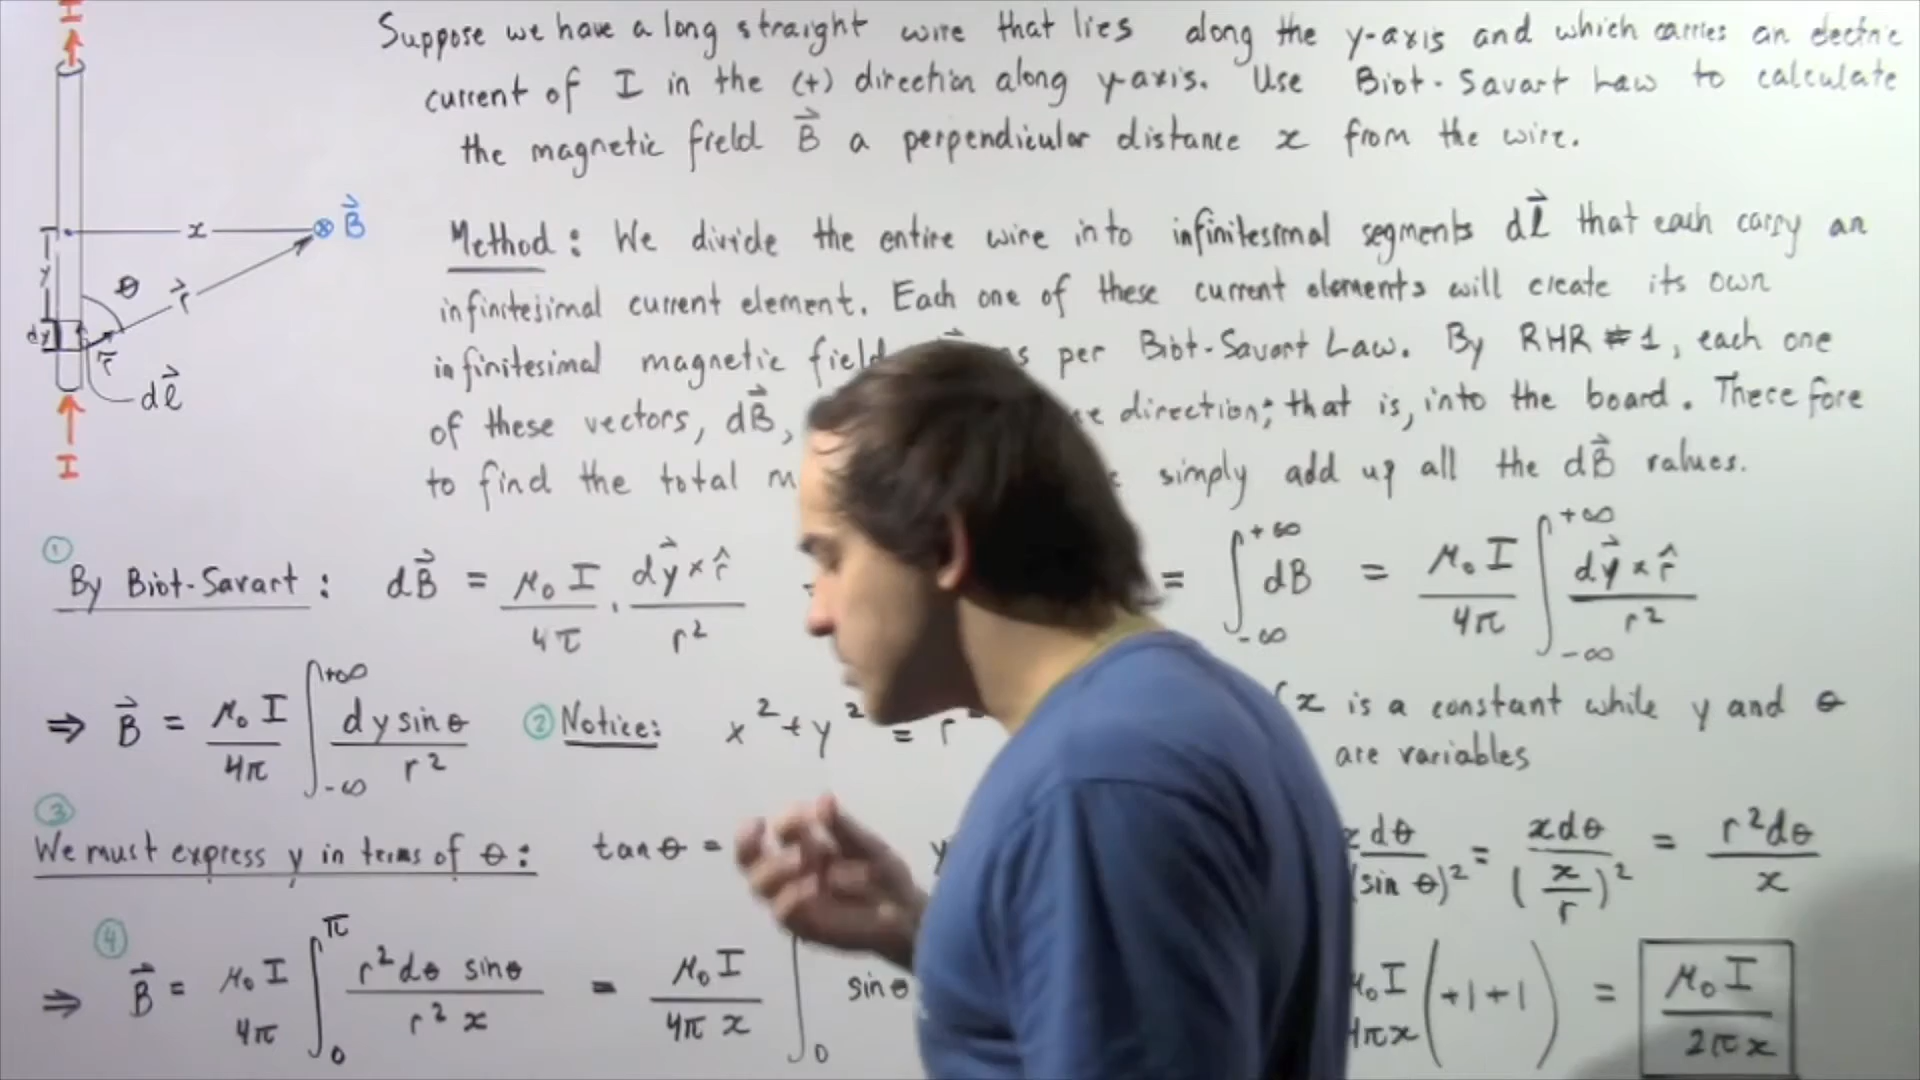 I
Suppose we have a long straight wire that lies along the y-axis and which carries an electric
current of I in the (+) direction along y-axis. Use Biot-Savart Law to calculate
the magnetic field B⃗ a perpendicular distance x from the wire.
x
B⃗
y
θ
r⃗
dy
r̂
dl⃗
I
Method: We divide the entire wire into infinitesimal segments dl⃗ that each carry an
infinitesimal current element. Each one of these current elements will create its own
infinitesimal magnetic field per Biot-Savart Law. By RHR #1, each one
of these vectors, dB⃗, direction; that is, into the board. Therefore
to find the total simply add up all the dB⃗ values.
① By Biot-Savart: dB⃗ = μ₀I/4π · dy⃗ × r̂/r² = ∫_{-∞}^{+∞} dB = μ₀I/4π ∫_{-∞}^{+∞} dy⃗ × r̂/r²
⇒ B⃗ = μ₀I/4π ∫_{-∞}^{+∞} dy sinθ/r² ② Notice: x² + y² = r x is a constant while y and θ
are variables
③ We must express y in terms of θ: tan θ = y xdθ/(sin θ)² = xdθ/(x/r)² = r²dθ/x
④ ⇒ B⃗ = μ₀I/4π ∫₀^π r²dθ sinθ/r² x = μ₀I/4π x ∫₀ sinθ μ₀I/4πx (+1+1) = μ₀I/2πx